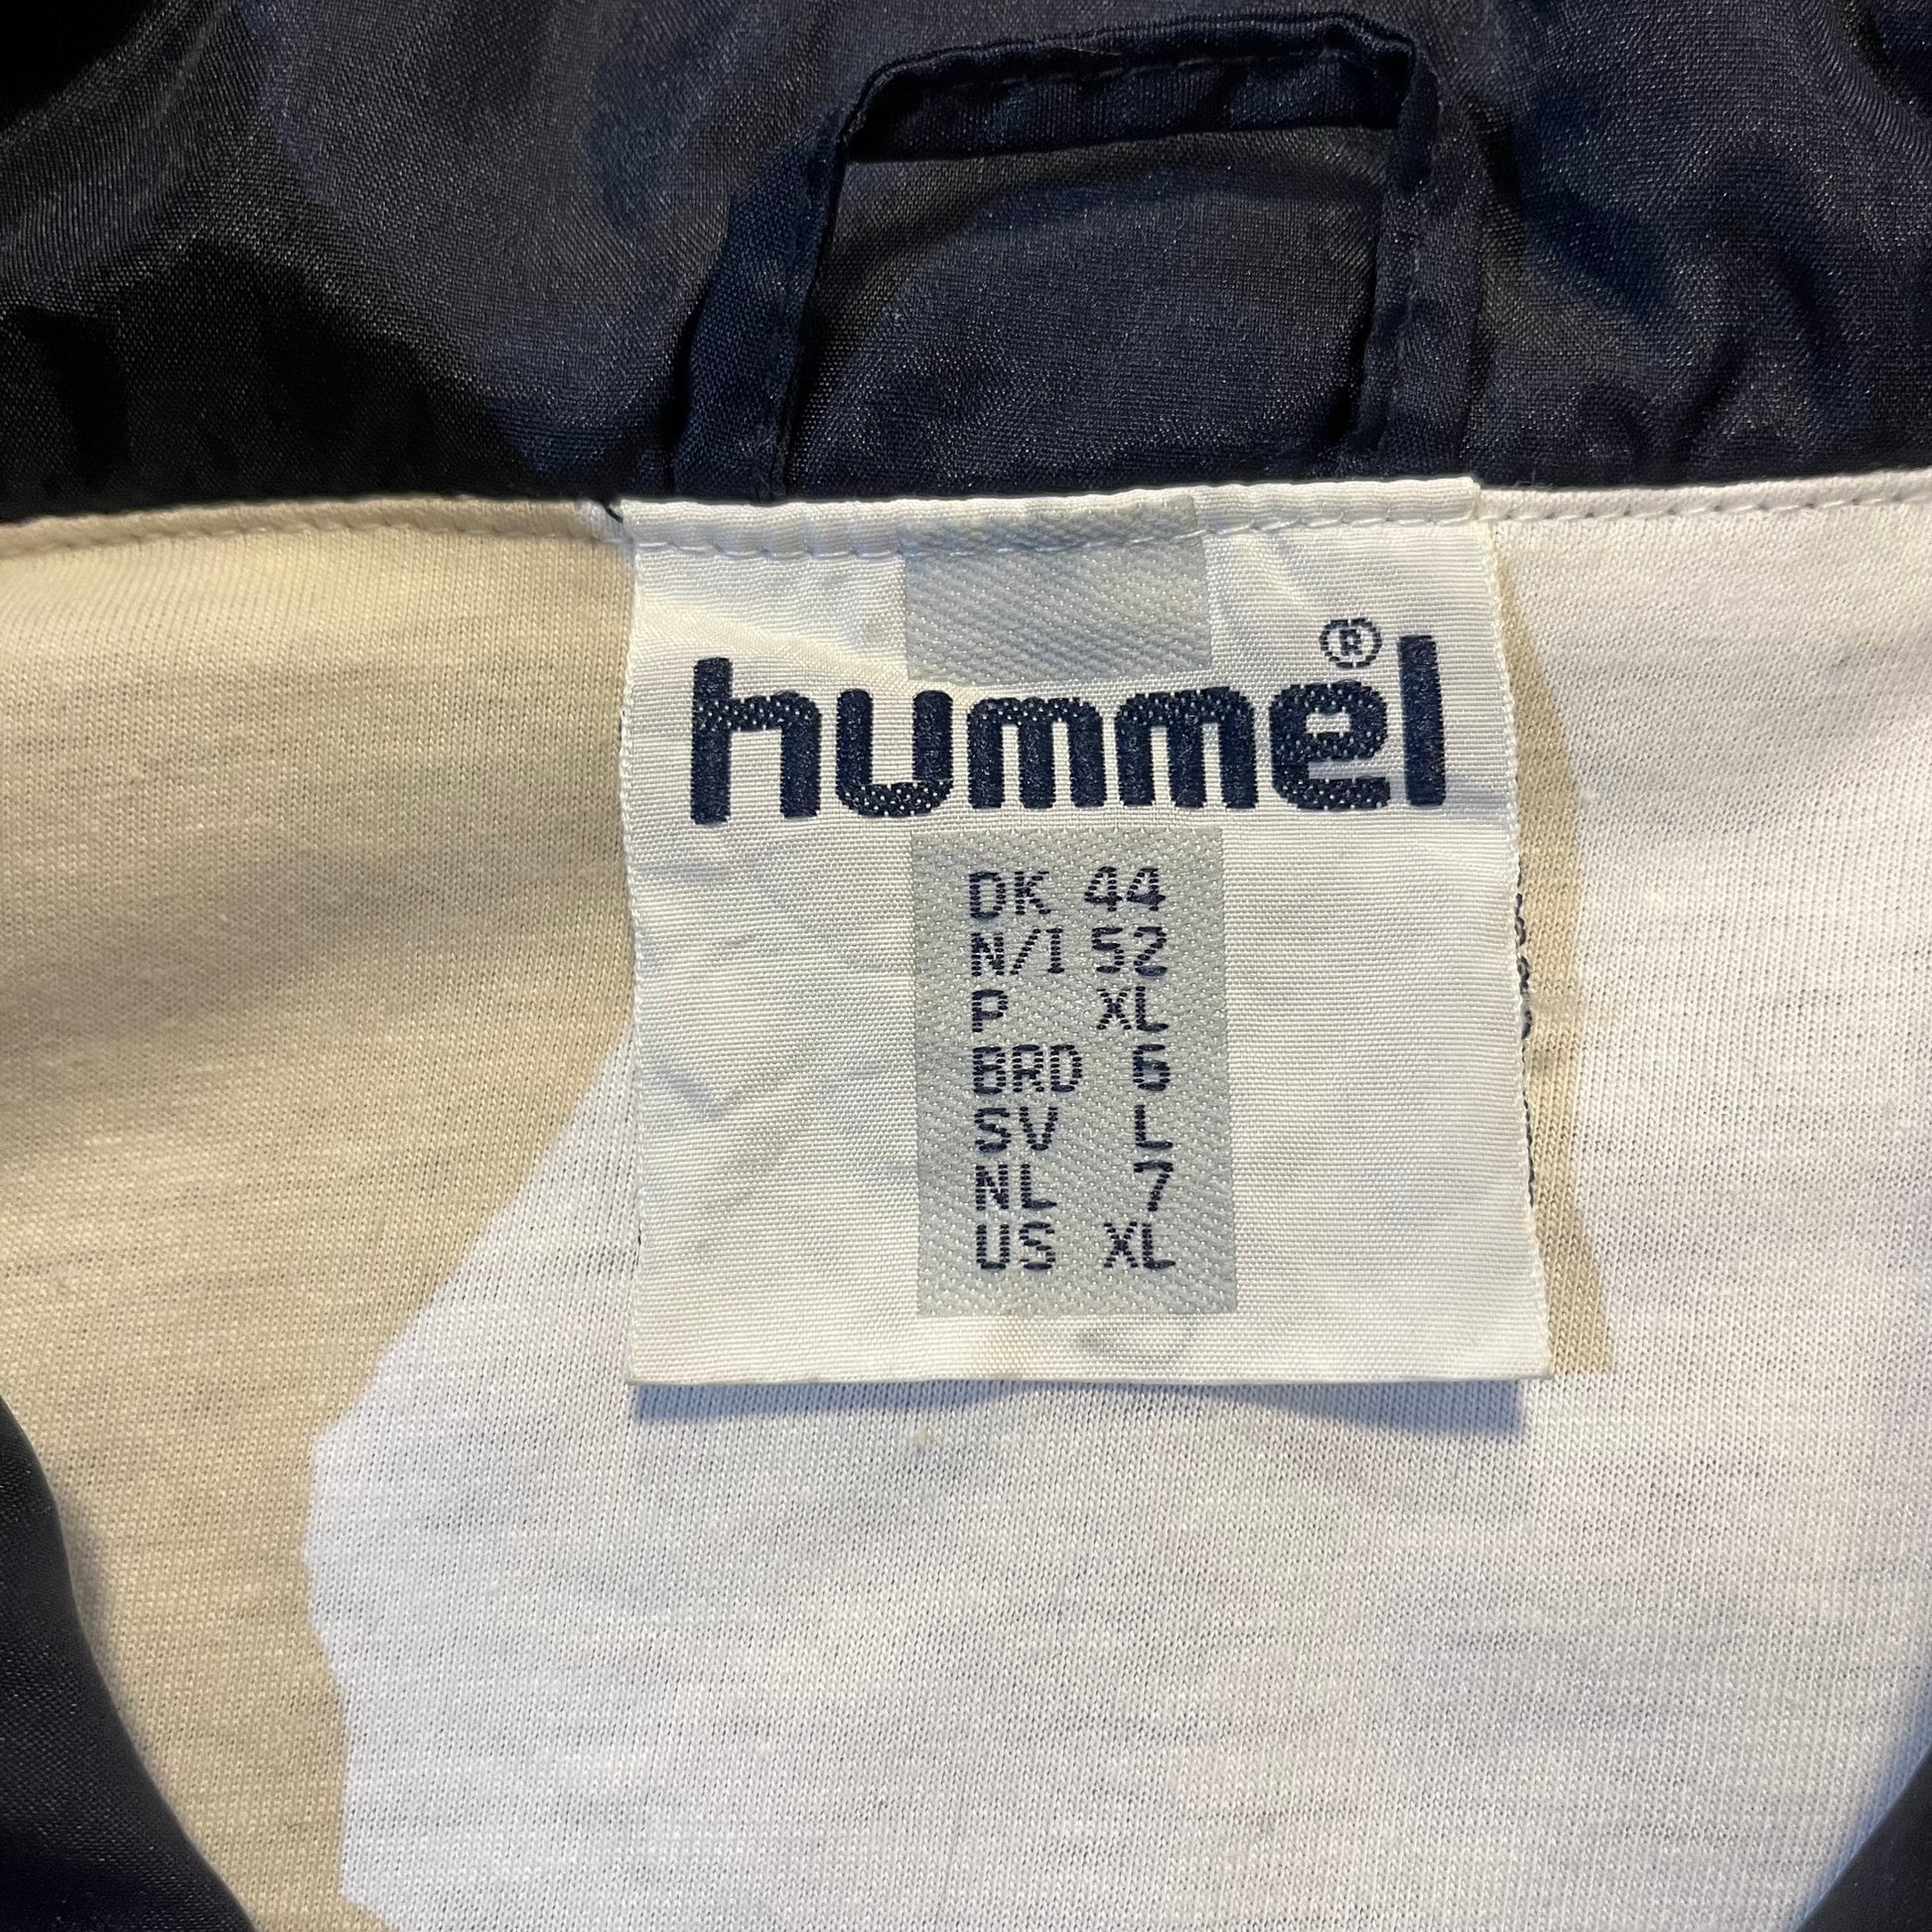 hummel®
DK 44
N/I 52
P XL
BRD 6
SV L
NL 7
US XL